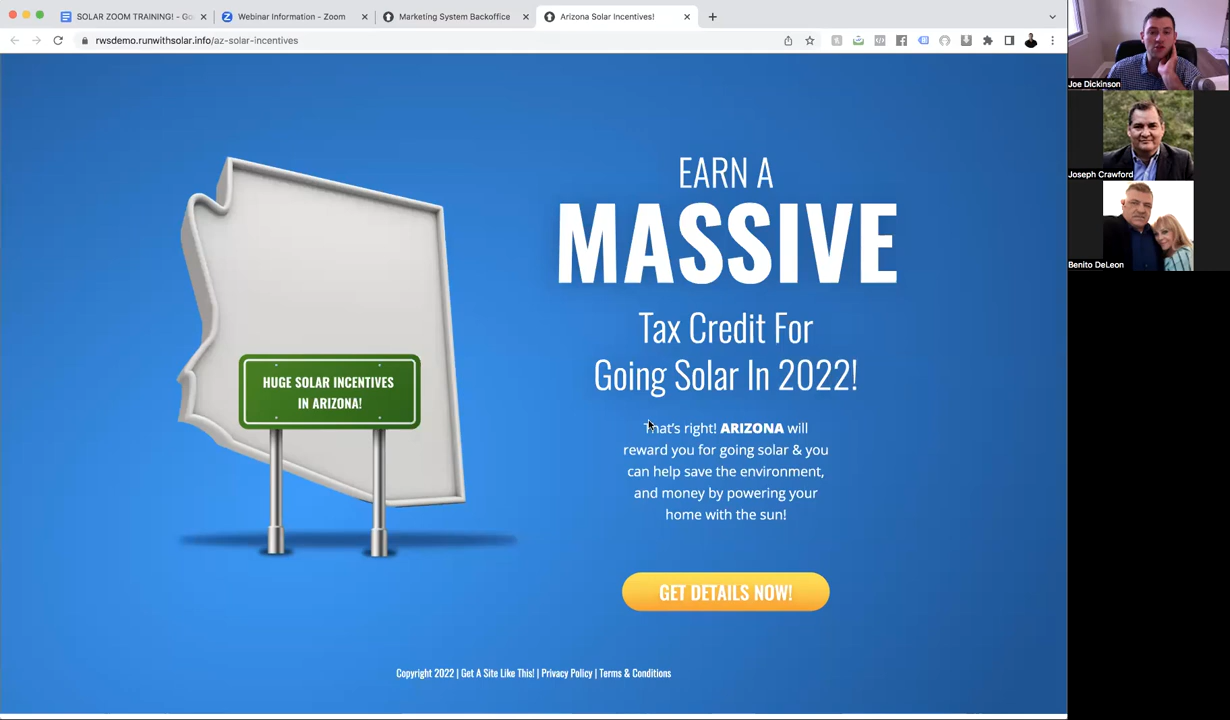 SOLAR ZOOM TRAINING! - Go
Webinar Information - Zoom
Marketing System Backoffice
Arizona Solar Incentives!
rwsdemo.runwithsolar.info/az-solar-incentives
Joe Dickinson
Joseph Crawford
Benito DeLeon
EARN A
MASSIVE
Tax Credit For
Going Solar In 2022!
HUGE SOLAR INCENTIVES
IN ARIZONA!
That's right! ARIZONA will
reward you for going solar & you
can help save the environment,
and money by powering your
home with the sun!
GET DETAILS NOW!
Copyright 2022 | Get A Site Like This! | Privacy Policy | Terms & Conditions